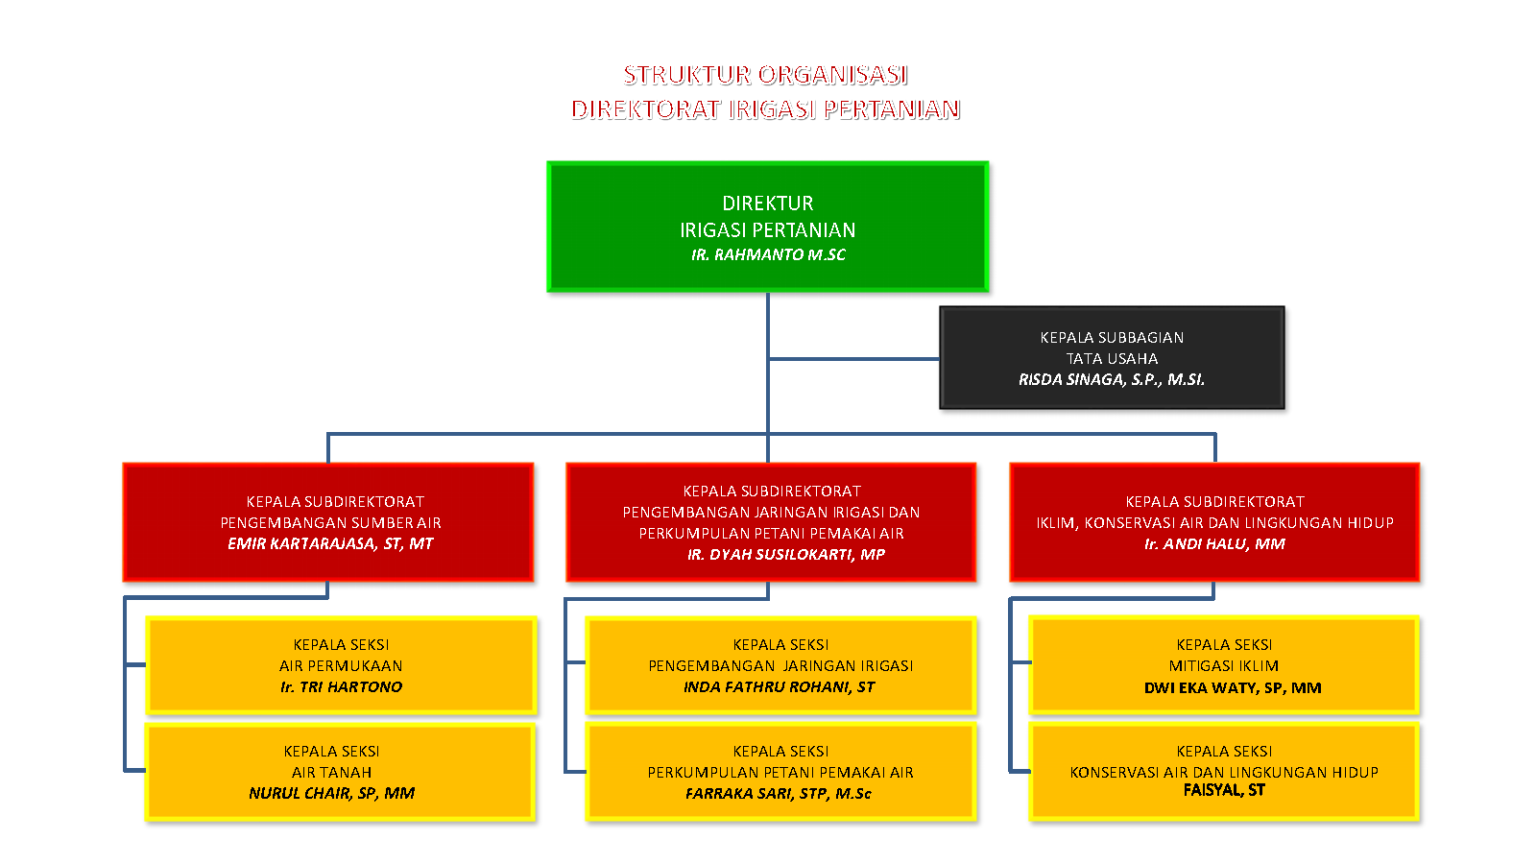 STRUKTUR ORGANISASI
DIREKTORAT IRIGASI PERTANIAN
DIREKTUR
IRIGASI PERTANIAN
IR. RAHMANTO M.SC
KEPALA SUBBAGIAN
TATA USAHA
RISDA SINAGA, S.P., M.SI.
KEPALA SUBDIREKTORAT
PENGEMBANGAN SUMBER AIR
EMIR KARTARAJASA, ST, MT
KEPALA SUBDIREKTORAT
PENGEMBANGAN JARINGAN IRIGASI DAN
PERKUMPULAN PETANI PEMAKAI AIR
IR. DYAH SUSILOKARTI, MP
KEPALA SUBDIREKTORAT
IKLIM, KONSERVASI AIR DAN LINGKUNGAN HIDUP
Ir. ANDI HALU, MM
KEPALA SEKSI
AIR PERMUKAAN
Ir. TRI HARTONO
KEPALA SEKSI
PENGEMBANGAN JARINGAN IRIGASI
INDA FATHRU ROHANI, ST
KEPALA SEKSI
MITIGASI IKLIM
DWI EKA WATY, SP, MM
KEPALA SEKSI
AIR TANAH
NURUL CHAIR, SP, MM
KEPALA SEKSI
PERKUMPULAN PETANI PEMAKAI AIR
FARRAKA SARI, STP, M.Sc
KEPALA SEKSI
KONSERVASI AIR DAN LINGKUNGAN HIDUP
FAISYAL, ST